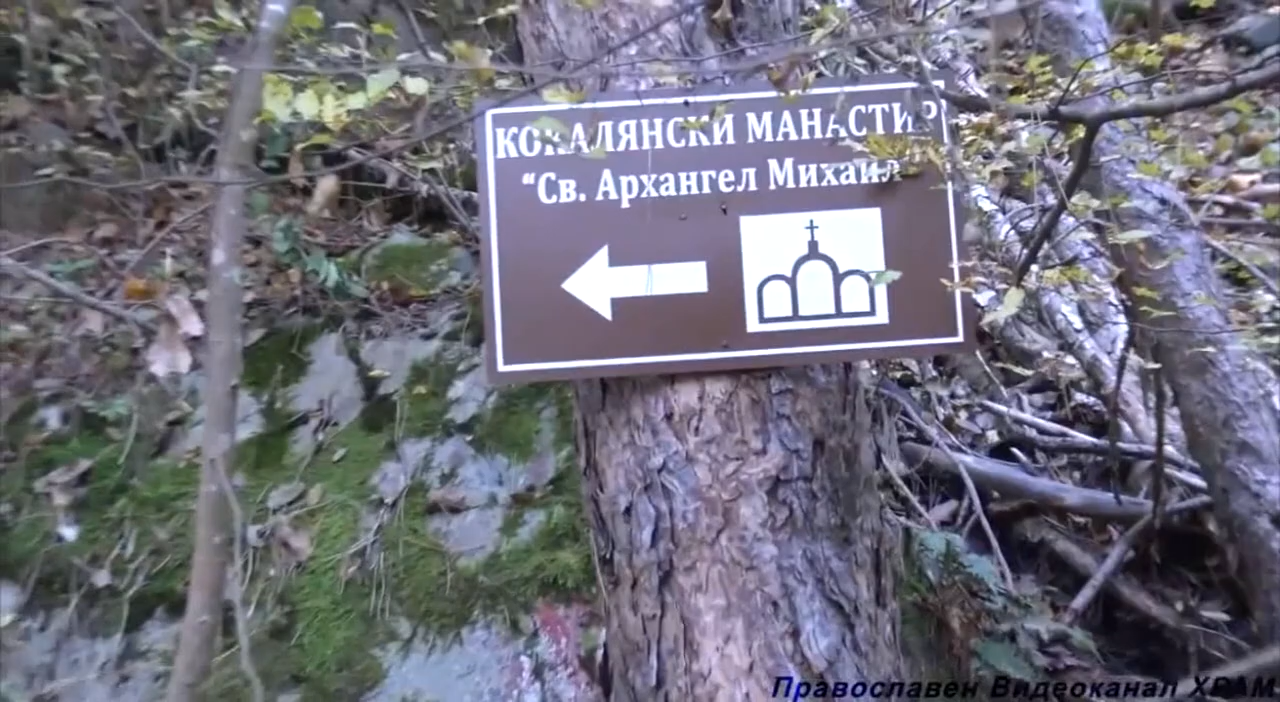 КОКАЛЯНСКИ МАНАСТИР
“Св. Архангел Михаил”
Православен Видеоканал ХРАМ